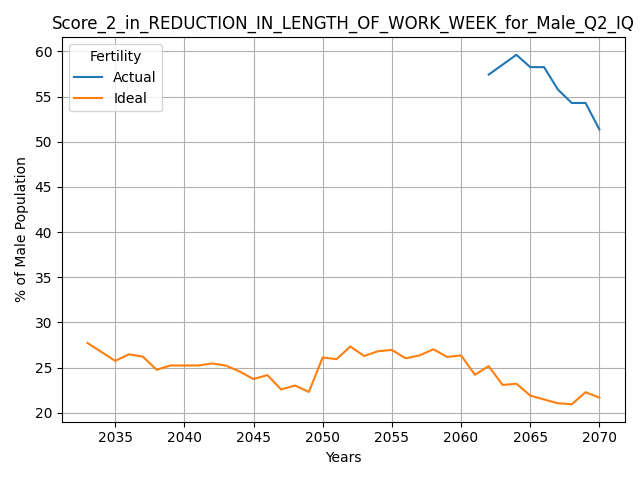 Score_2_in_REDUCTION_IN_LENGTH_OF_WORK_WEEK_for_Male_Q2_IQ
Fertility
Actual
Ideal
60
55
50
45
40
35
30
25
20
% of Male Population
2035 2040 2045 2050 2055 2060 2065 2070
Years